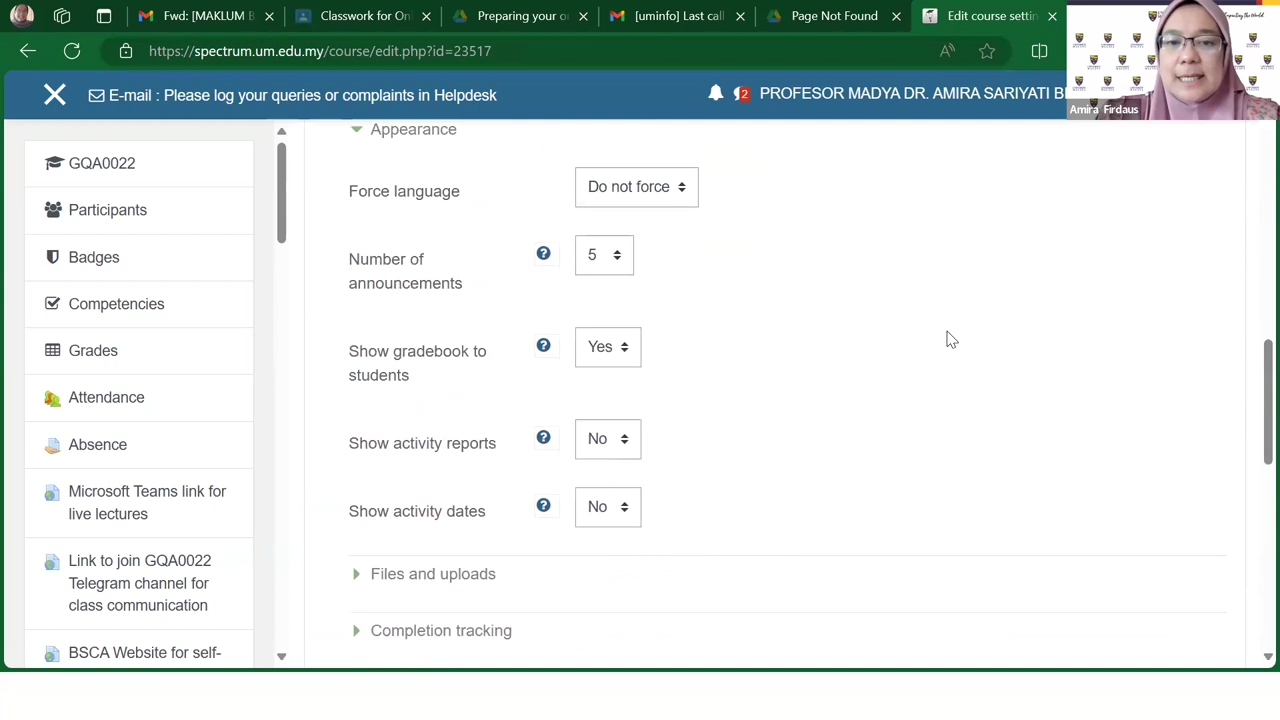 Fwd: [MAKLUM B
Classwork for Onl
Preparing your o
[uminfo] Last call
Page Not Found
Edit course settin
https://spectrum.um.edu.my/course/edit.php?id=23517
E-mail : Please log your queries or complaints in Helpdesk
2
PROFESOR MADYA DR. AMIRA SARIYATI BI
Amira Firdaus
GQA0022
Participants
Badges
Competencies
Grades
Attendance
Absence
Microsoft Teams link for
live lectures
Link to join GQA0022
Telegram channel for
class communication
BSCA Website for self-
Appearance
Force language
Do not force
Number of
announcements
5
Show gradebook to
students
Yes
Show activity reports
No
Show activity dates
No
Files and uploads
Completion tracking